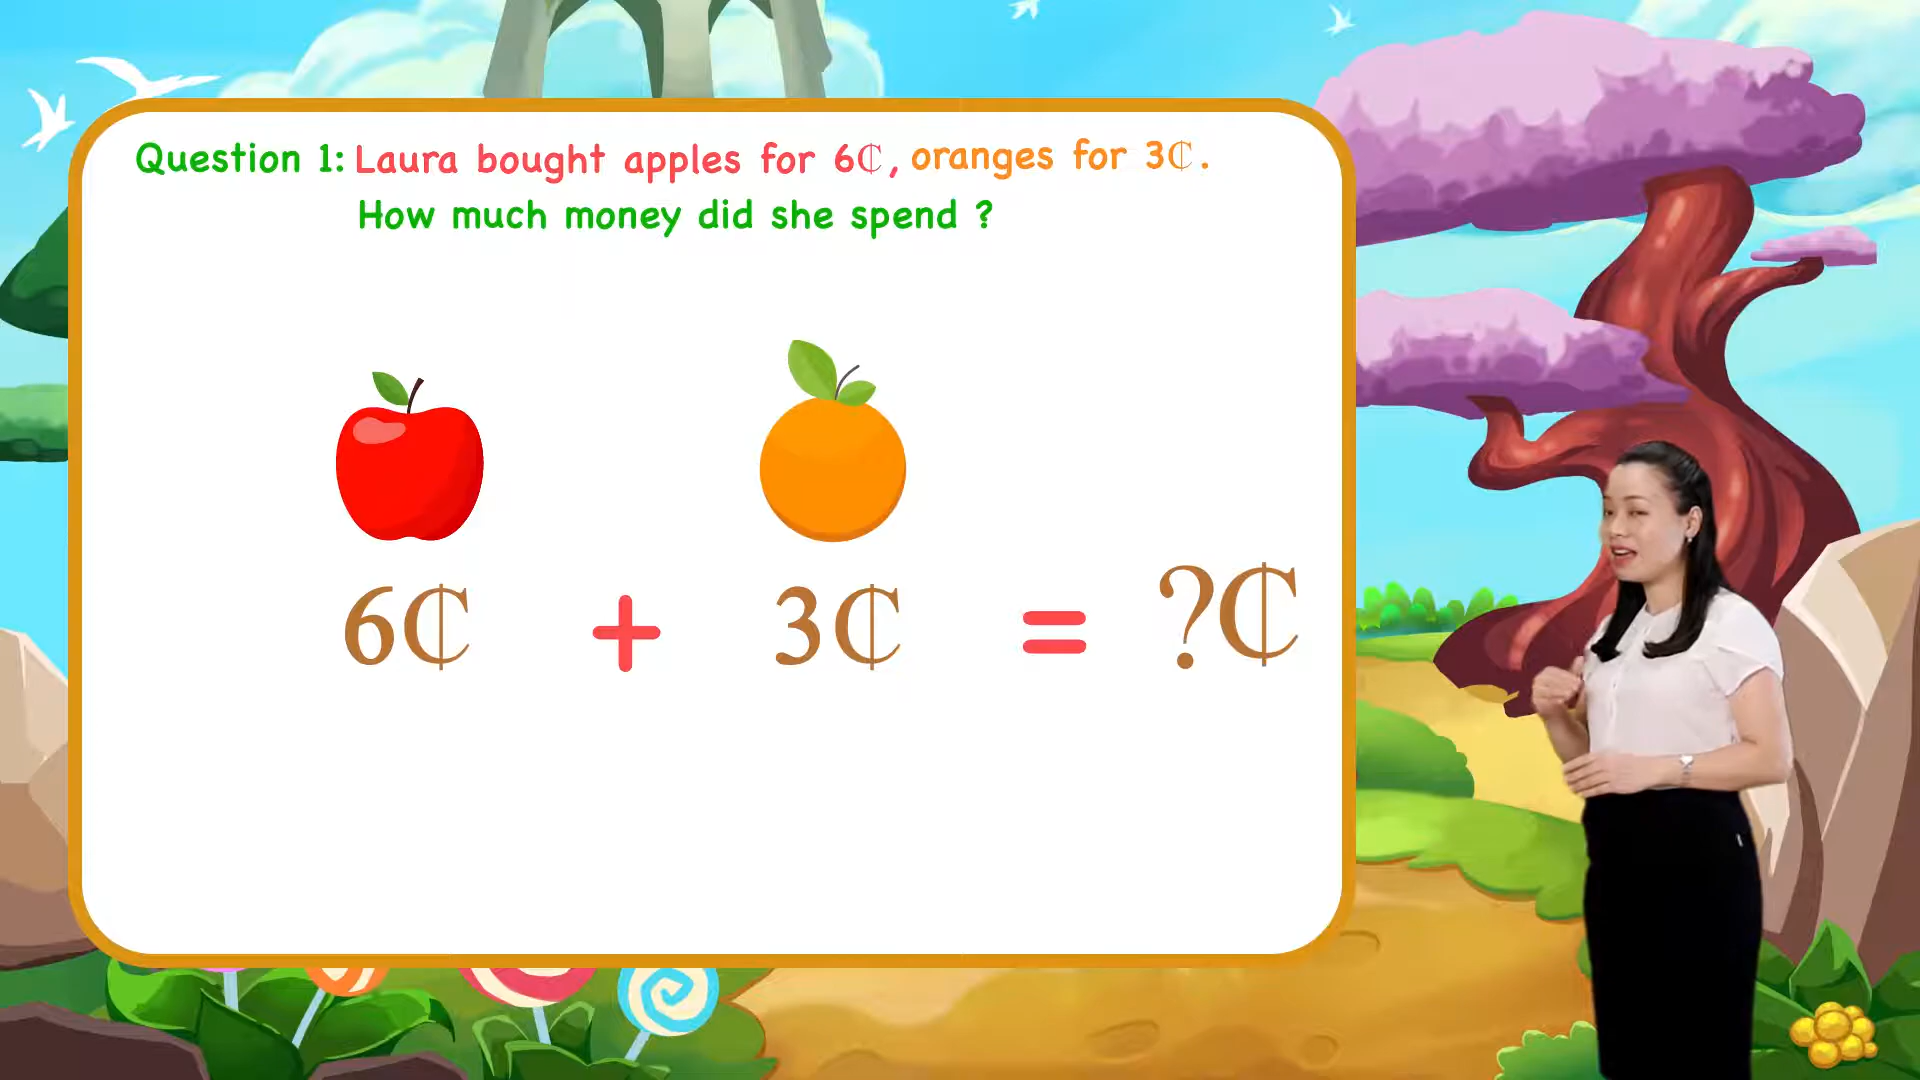 Question 1: Laura bought apples for 6₵, oranges for 3₵.
How much money did she spend ?
6₵ + 3₵ = ?₵